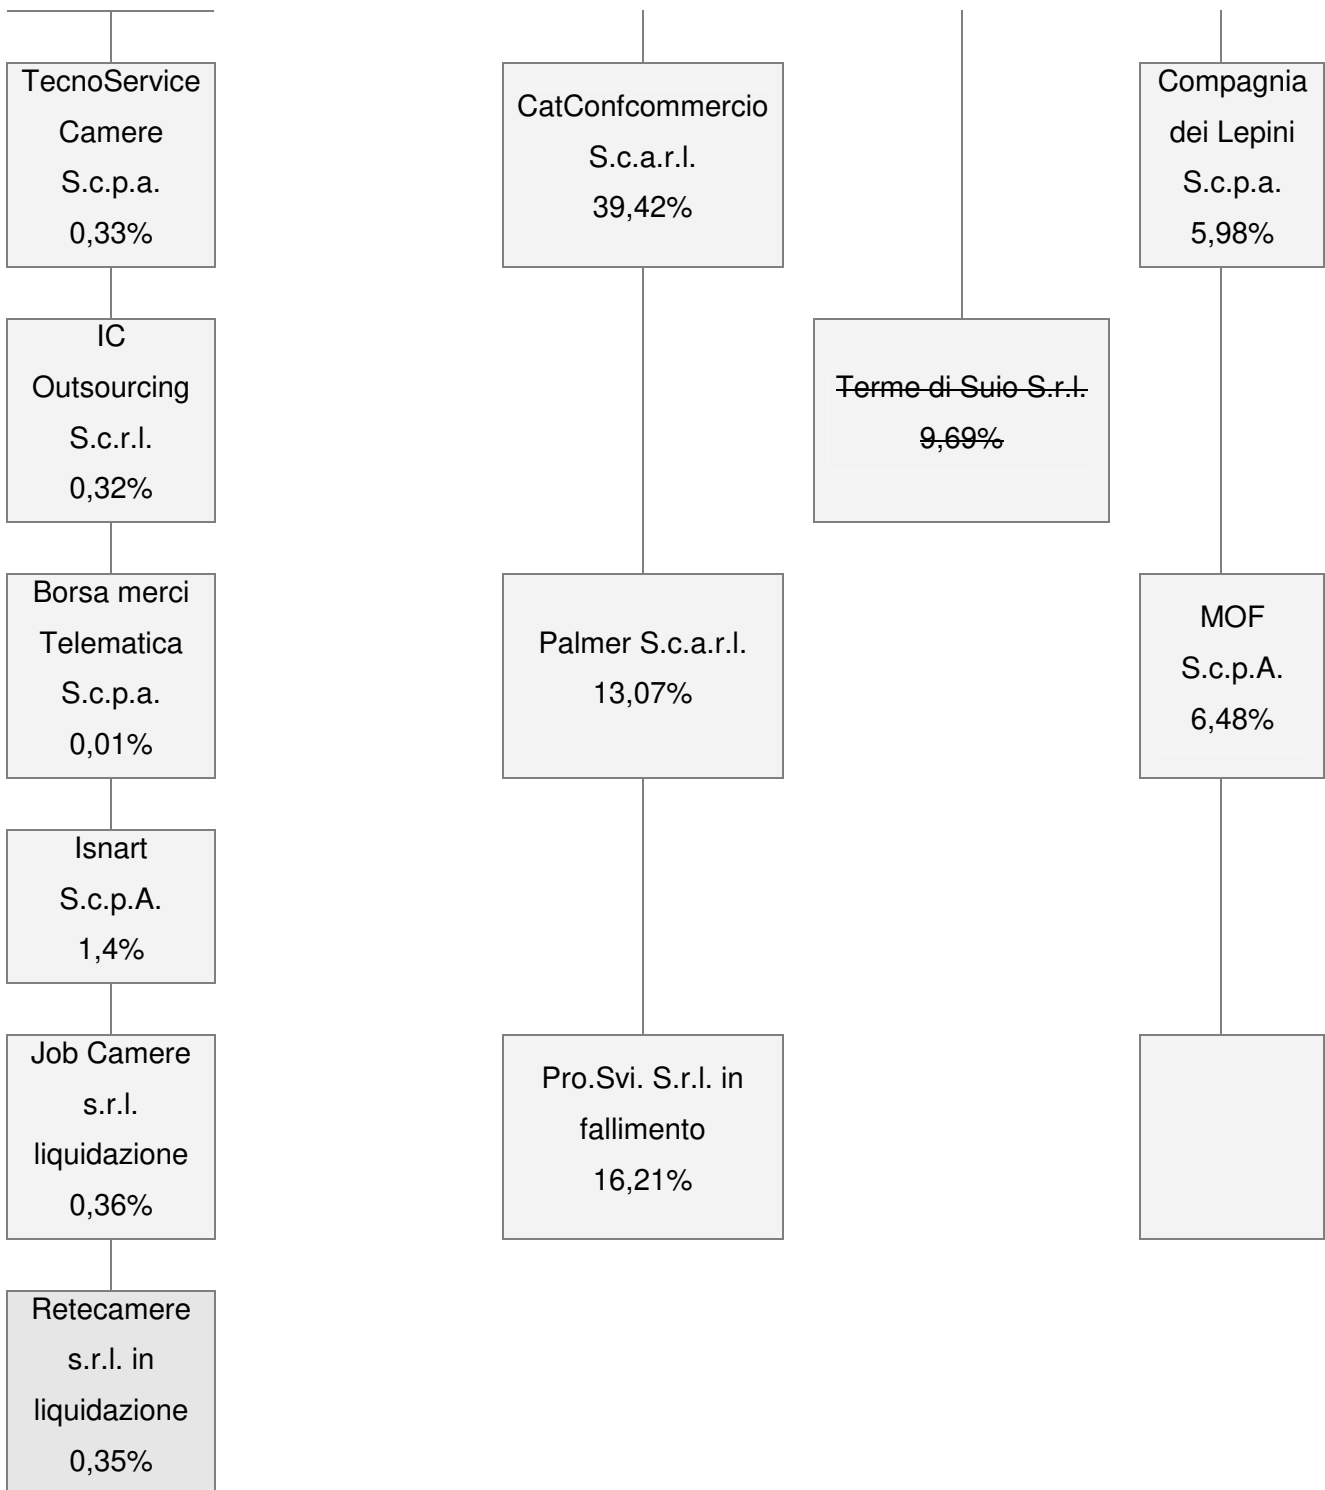 TecnoService
Camere
S.c.p.a.
0,33%
CatConfcommercio
S.c.a.r.l.
39,42%
Compagnia
dei Lepini
S.c.p.a.
5,98%
IC
Outsourcing
S.c.r.l.
0,32%
Terme di Suio S.r.l.
9,69%
Borsa merci
Telematica
S.c.p.a.
0,01%
Palmer S.c.a.r.l.
13,07%
MOF
S.c.p.A.
6,48%
Isnart
S.c.p.A.
1,4%
Job Camere
s.r.l.
liquidazione
0,36%
Pro.Svi. S.r.l. in
fallimento
16,21%
Retecamere
s.r.l. in
liquidazione
0,35%